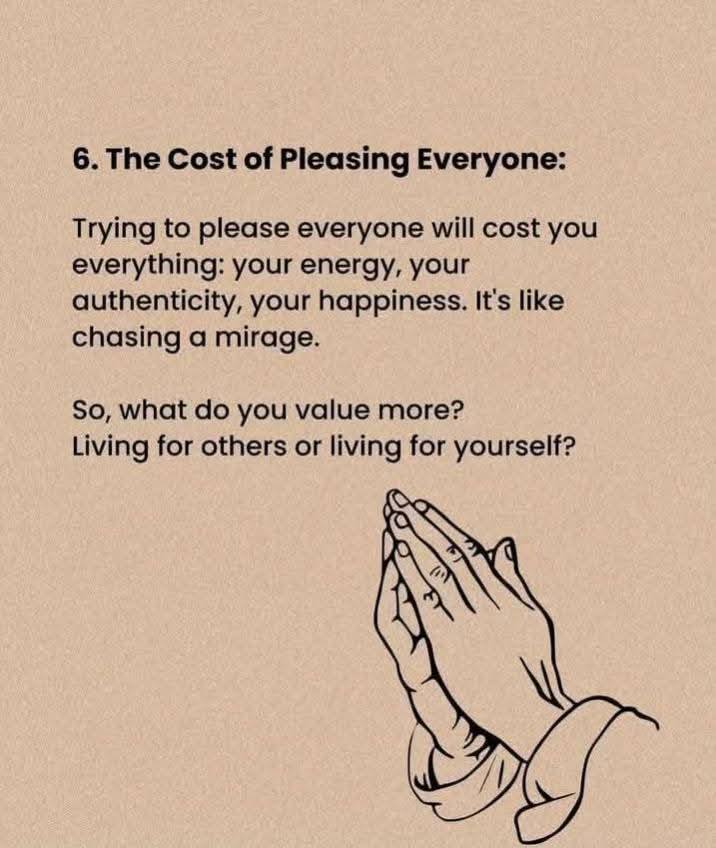 6. The Cost of Pleasing Everyone:
Trying to please everyone will cost you
everything: your energy, your
authenticity, your happiness. It's like
chasing a mirage.
So, what do you value more?
Living for others or living for yourself?